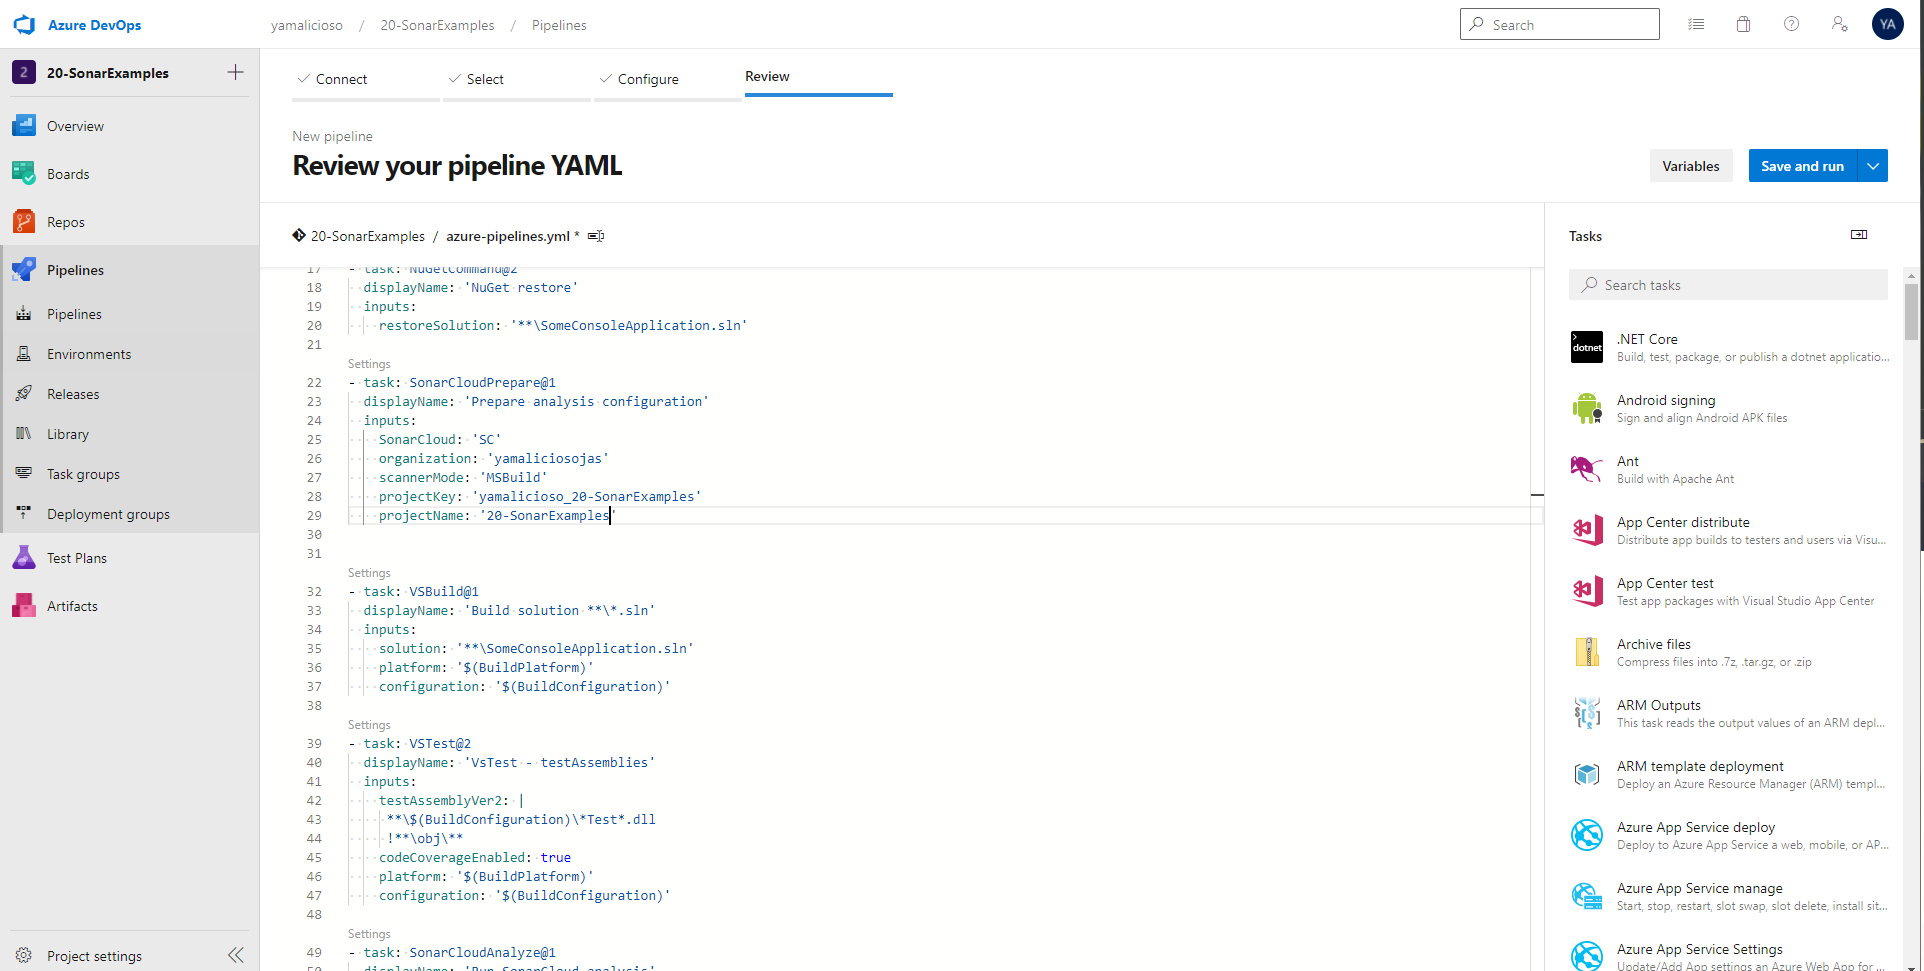 Azure DevOps
yamalicioso / 20-SonarExamples / Pipelines
Search
YA
2 20-SonarExamples
Overview
Boards
Repos
Pipelines
Pipelines
Environments
Releases
Library
Task groups
Deployment groups
Test Plans
Artifacts
Project settings
Connect
Select
Configure
Review
New pipeline
Review your pipeline YAML
Variables
Save and run
20-SonarExamples / azure-pipelines.yml *
17 - task: NuGetCommand@2
18 displayName: 'NuGet restore'
19 inputs:
20 restoreSolution: '**\SomeConsoleApplication.sln'
21
Settings
22 - task: SonarCloudPrepare@1
23 displayName: 'Prepare analysis configuration'
24 inputs:
25 SonarCloud: 'SC'
26 organization: 'yamaliciosojas'
27 scannerMode: 'MSBuild'
28 projectKey: 'yamalicioso_20-SonarExamples'
29 projectName: '20-SonarExamples'
30
31
Settings
32 - task: VSBuild@1
33 displayName: 'Build solution **\*.sln'
34 inputs:
35 solution: '**\SomeConsoleApplication.sln'
36 platform: '$(BuildPlatform)'
37 configuration: '$(BuildConfiguration)'
38
Settings
39 - task: VSTest@2
40 displayName: 'VsTest - testAssemblies'
41 inputs:
42 testAssemblyVer2: |
43 **\$(BuildConfiguration)\*Test*.dll
44 !**\obj\**
45 codeCoverageEnabled: true
46 platform: '$(BuildPlatform)'
47 configuration: '$(BuildConfiguration)'
48
Settings
49 - task: SonarCloudAnalyze@1
50 displayName: 'Run SonarCloud analysis'
Tasks
Search tasks
dotnet
.NET Core
Build, test, package, or publish a dotnet applicatio...
Android signing
Sign and align Android APK files
Ant
Build with Apache Ant
App Center distribute
Distribute app builds to testers and users via Visu...
App Center test
Test app packages with Visual Studio App Center
Archive files
Compress files into .7z, .tar.gz, or .zip
ARM Outputs
This task reads the output values of an ARM depl...
ARM template deployment
Deploy an Azure Resource Manager (ARM) templ...
Azure App Service deploy
Deploy to Azure App Service a web, mobile, or AP...
Azure App Service manage
Start, stop, restart, slot swap, slot delete, install sit...
Azure App Service Settings
Update/Add App settings an Azure Web App for ...